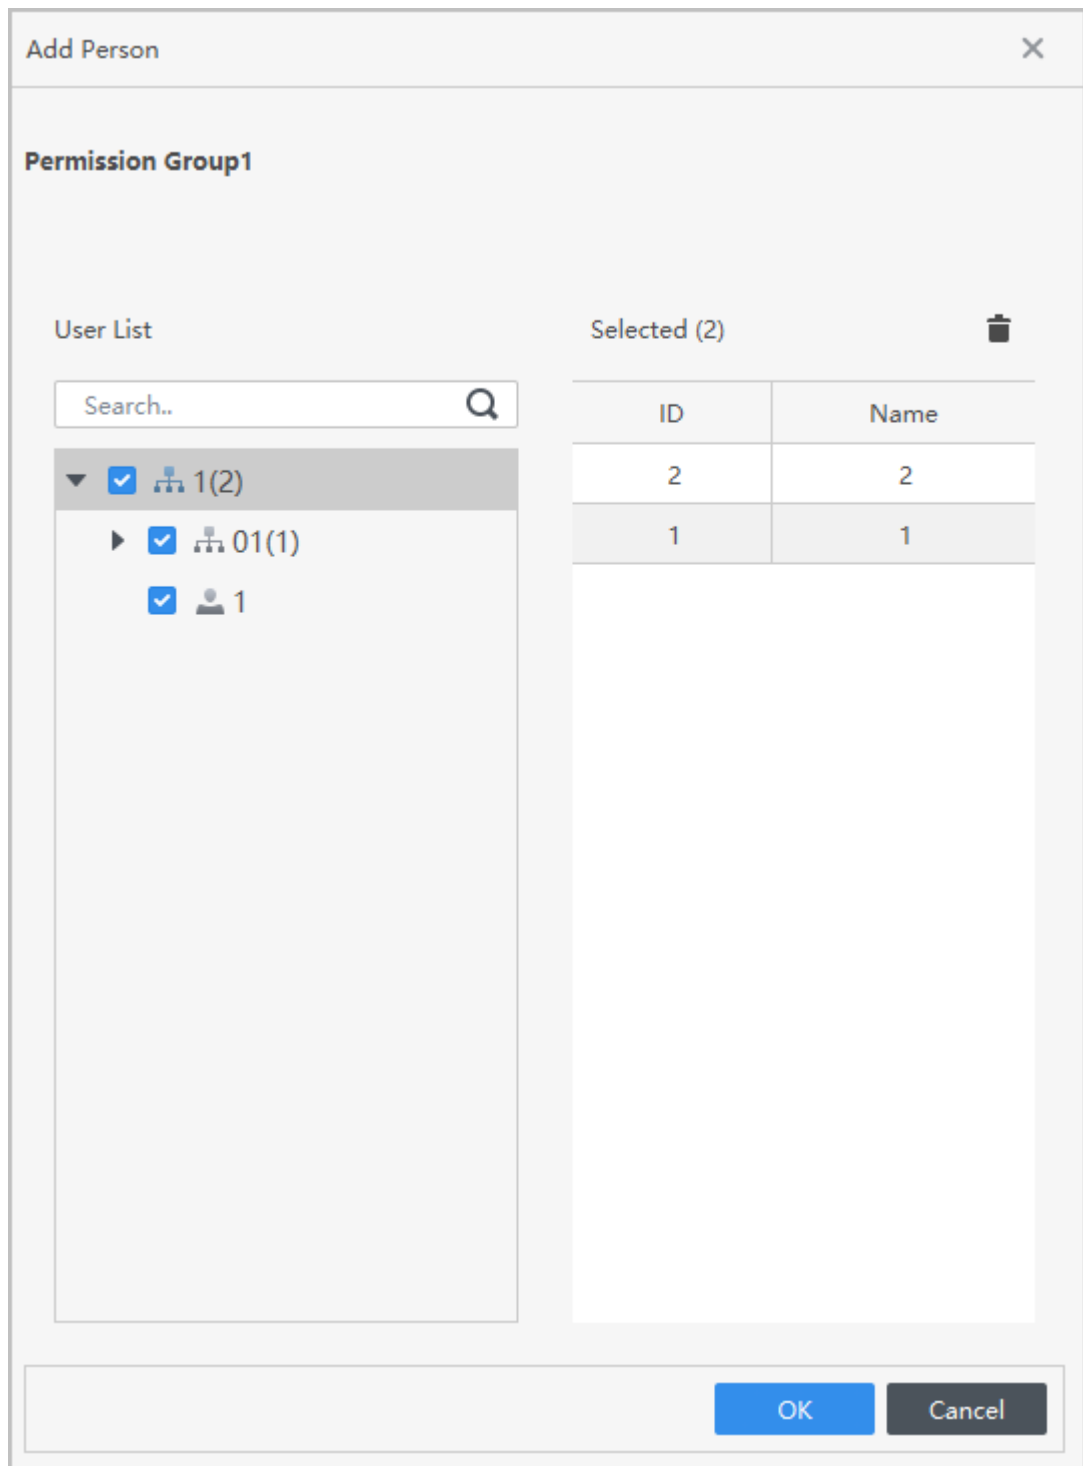 Add Person
Permission Group1
User List
Search..
1(2)
01(1)
1
Selected (2)
ID Name
2 2
1 1
OK Cancel